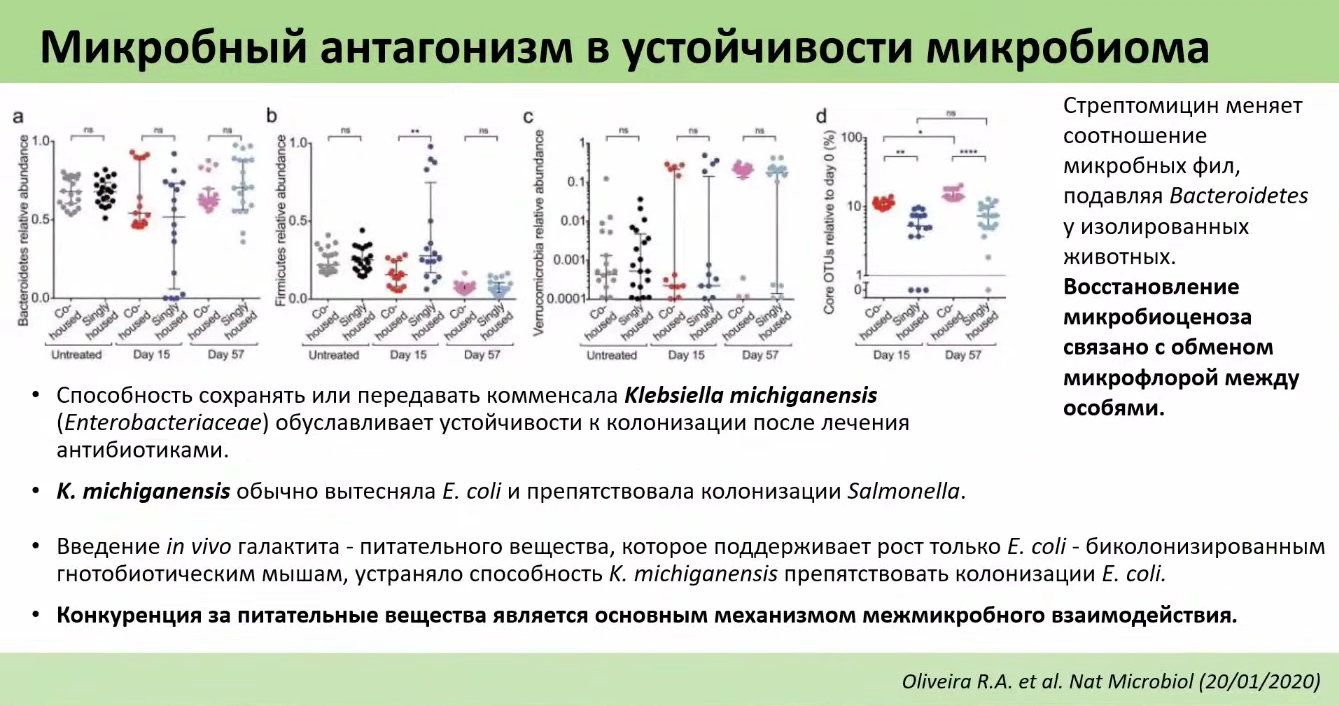 Микробный антагонизм в устойчивости микробиома
a
Bacteroidetes relative abundance
1.0
0.5
0.0
ns
ns
ns
Co-housed
Singly housed
Co-housed
Singly housed
Co-housed
Singly housed
Untreated
Day 15
Day 57
b
Firmicutes relative abundance
1.0
0.5
0.0
ns
**
ns
Co-housed
Singly housed
Co-housed
Singly housed
Co-housed
Singly housed
Untreated
Day 15
Day 57
c
Verrucomicrobia relative abundance
1
0.1
0.01
0.001
0.0001
ns
ns
ns
Co-housed
Singly housed
Co-housed
Singly housed
Co-housed
Singly housed
Untreated
Day 15
Day 57
d
Core OTUs relative to day 0 (%)
100
10
1
0
ns
*
**
****
Co-housed
Singly housed
Co-housed
Singly housed
Day 15
Day 57
Стрептомицин меняет
соотношение
микробных фил,
подавляя Bacteroidetes
у изолированных
животных.
Восстановление
микробиоценоза
связано с обменом
микрофлорой между
особями.
• Способность сохранять или передавать комменсала Klebsiella michiganensis
(Enterobacteriaceae) обуславливает устойчивости к колонизации после лечения
антибиотиками.
• K. michiganensis обычно вытесняла E. coli и препятствовала колонизации Salmonella.
• Введение in vivo галактита - питательного вещества, которое поддерживает рост только E. coli - биколонизированным
гнотобиотическим мышам, устраняло способность K. michiganensis препятствовать колонизации E. coli.
• Конкуренция за питательные вещества является основным механизмом межмикробного взаимодействия.
Oliveira R.A. et al. Nat Microbiol (20/01/2020)